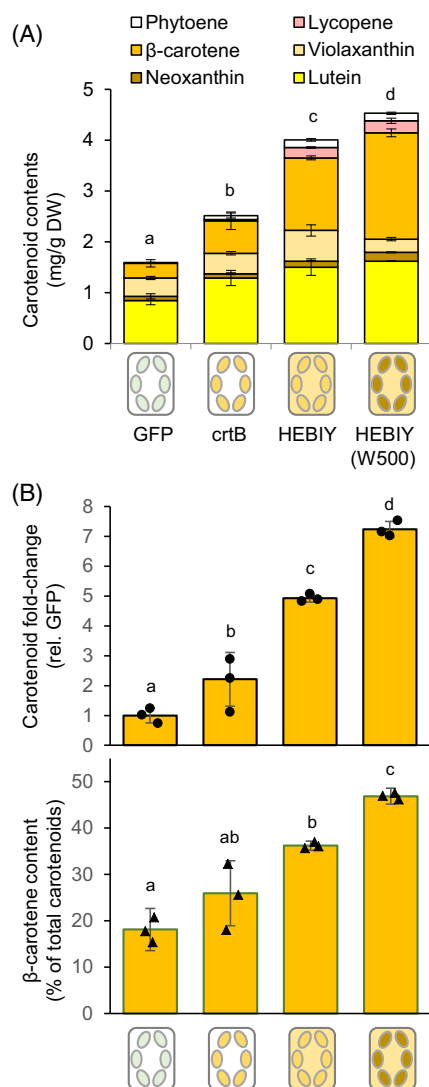 (A)
Phytoene
Lycopene
β-carotene
Violaxanthin
Neoxanthin
Lutein
Carotenoid contents
(mg/g DW)
5
4
3
2
1
0
a
b
c
d
GFP
crtB
HEBIY
HEBIY
(W500)
(B)
Carotenoid fold-change
(rel. GFP)
8
7
6
5
4
3
2
1
0
a
b
c
d
β-carotene content
(% of total carotenoids)
50
40
30
20
10
0
a
ab
b
c